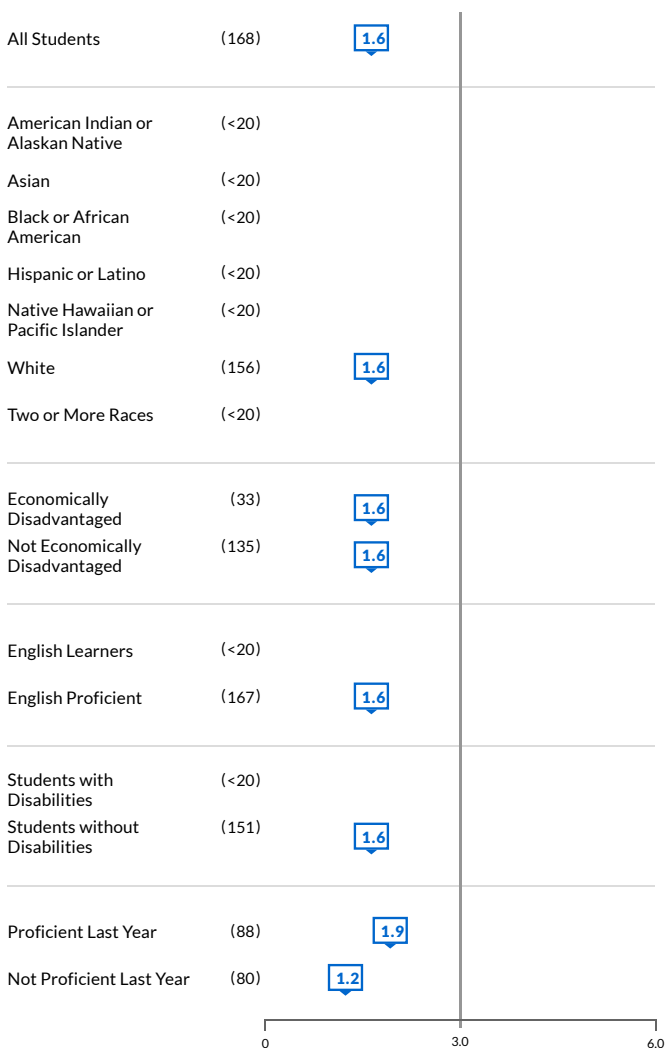 All Students (168) 1.6
American Indian or (<20)
Alaskan Native
Asian (<20)
Black or African (<20)
American
Hispanic or Latino (<20)
Native Hawaiian or (<20)
Pacific Islander
White (156) 1.6
Two or More Races (<20)
Economically (33) 1.6
Disadvantaged
Not Economically (135) 1.6
Disadvantaged
English Learners (<20)
English Proficient (167) 1.6
Students with (<20)
Disabilities
Students without (151) 1.6
Disabilities
Proficient Last Year (88) 1.9
Not Proficient Last Year (80) 1.2
0 3.0 6.0